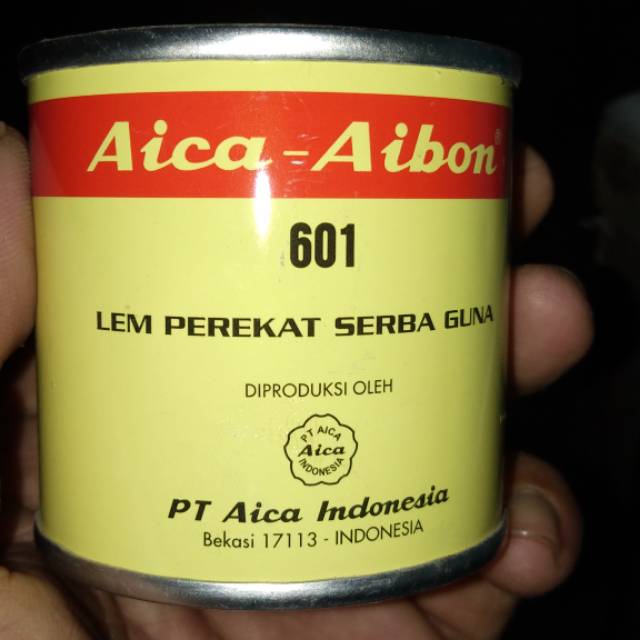 Aica-Aibon®
601
LEM PEREKAT SERBA GUNA
DIPRODUKSI OLEH
PT AICA
Aica
INDONESIA
PT Aica Indonesia
Bekasi 17113 - INDONESIA